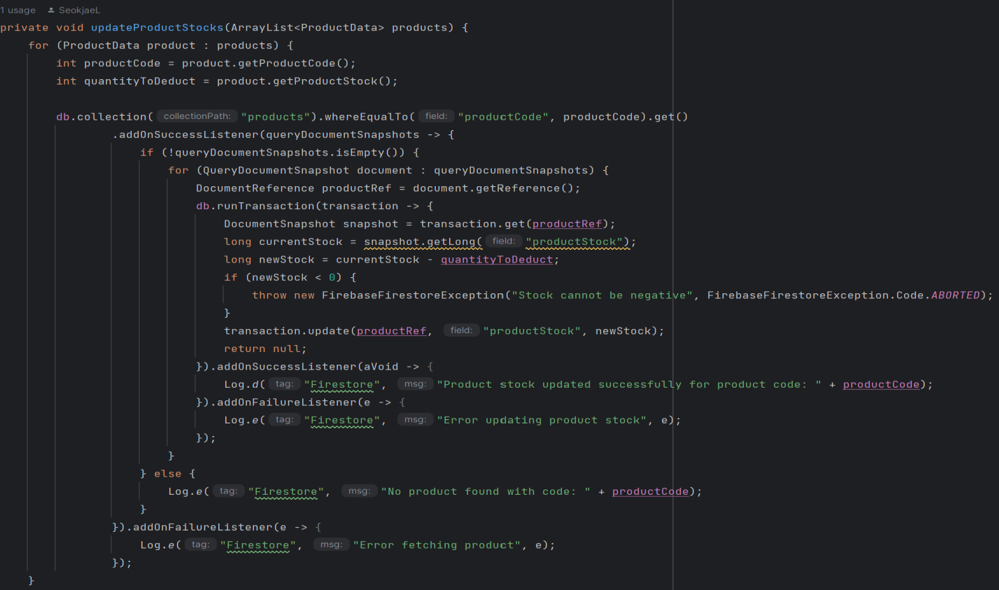 1 usage SeokjaeL
private void updateProductStocks(ArrayList<ProductData> products) {
for (ProductData product : products) {
int productCode = product.getProductCode();
int quantityToDeduct = product.getProductStock();
db.collection( collectionPath: "products").whereEqualTo( field: "productCode", productCode).get()
.addOnSuccessListener(queryDocumentSnapshots -> {
if (!queryDocumentSnapshots.isEmpty()) {
for (QueryDocumentSnapshot document : queryDocumentSnapshots) {
DocumentReference productRef = document.getReference();
db.runTransaction(transaction -> {
DocumentSnapshot snapshot = transaction.get(productRef);
long currentStock = snapshot.getLong( field: "productStock");
long newStock = currentStock - quantityToDeduct;
if (newStock < 0) {
throw new FirebaseFirestoreException("Stock cannot be negative", FirebaseFirestoreException.Code.ABORTED);
}
transaction.update(productRef, field: "productStock", newStock);
return null;
}).addOnSuccessListener(aVoid -> {
Log.d( tag: "Firestore", msg: "Product stock updated successfully for product code: " + productCode);
}).addOnFailureListener(e -> {
Log.e( tag: "Firestore", msg: "Error updating product stock", e);
});
}
} else {
Log.e( tag: "Firestore", msg: "No product found with code: " + productCode);
}
}).addOnFailureListener(e -> {
Log.e( tag: "Firestore", msg: "Error fetching product", e);
});
}